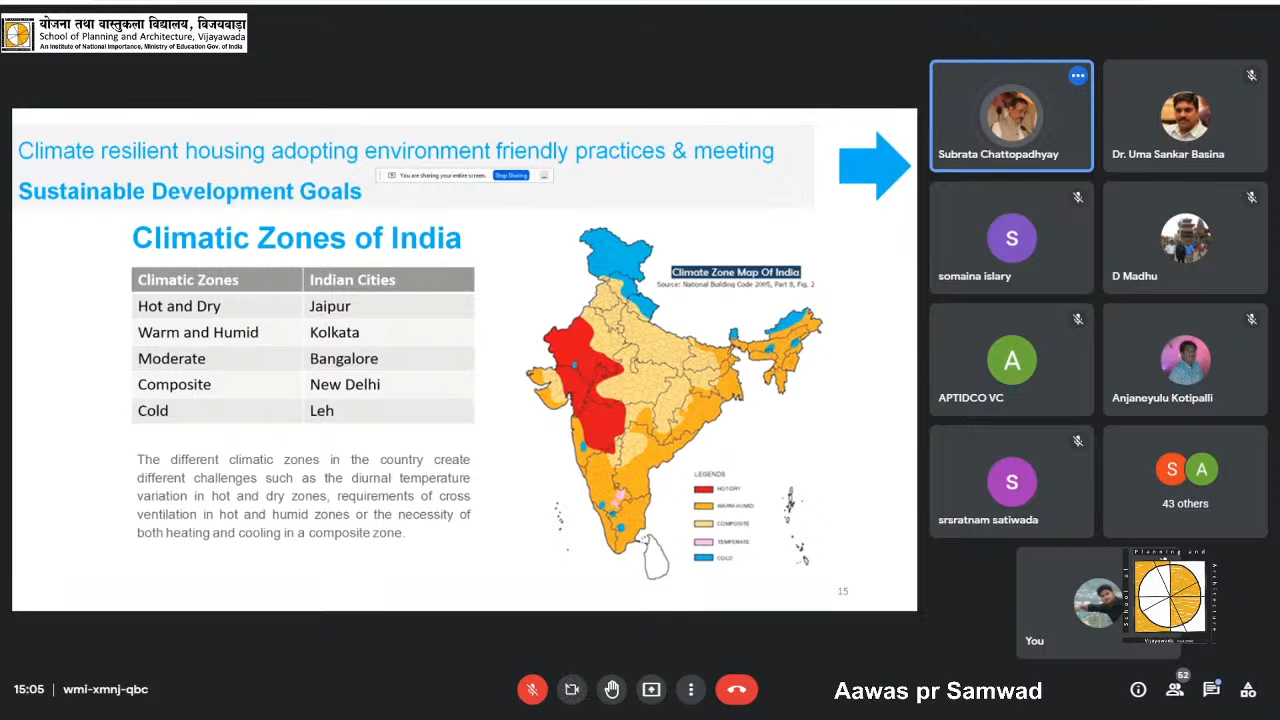 योजना तथा वास्तुकला विद्यालय, विजयवाड़ा
School of Planning and Architecture, Vijayawada
An Institute of National Importance, Ministry of Education Gov. of India
Climate resilient housing adopting environment friendly practices & meeting
You are sharing your entire screen. Stop Sharing
Sustainable Development Goals
Climatic Zones of India
Climatic Zones Indian Cities
Hot and Dry Jaipur
Warm and Humid Kolkata
Moderate Bangalore
Composite New Delhi
Cold Leh
The different climatic zones in the country create
different challenges such as the diurnal temperature
variation in hot and dry zones, requirements of cross
ventilation in hot and humid zones or the necessity of
both heating and cooling in a composite zone.
Climate Zone Map Of India
Source: National Building Code 2005, Part 8, Fig. 2
LEGENDS
HOT-DRY
WARM-HUMID
COMPOSITE
TEMPERATE
COLD
15
Subrata Chattopadhyay
Dr. Uma Sankar Basina
s
somaina islary
D Madhu
A
APTIDCO VC
Anjaneyulu Kotipalli
s
srsratnam satiwada
S A
43 others
You
School of Planning and Architecture
Vijayawada
15:05 | wmi-xmnj-qbc
Aawas pr Samwad
52